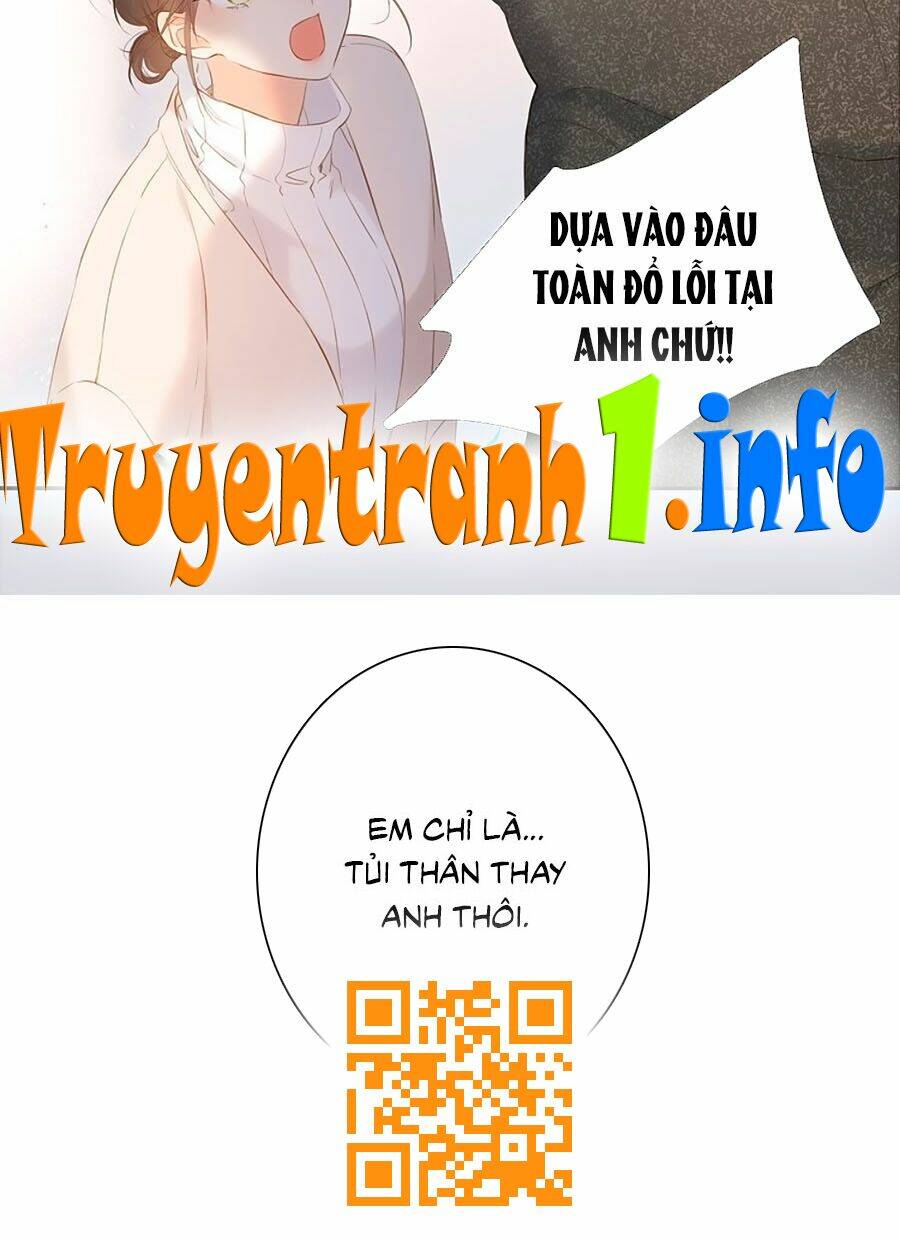 DỰA VÀO ĐÂU
TOÀN ĐỔ LỖI TẠI
ANH CHỨ!!
Truyentranh1.info
EM CHỈ LÀ...
TỦI THÂN THAY
ANH THÔI.